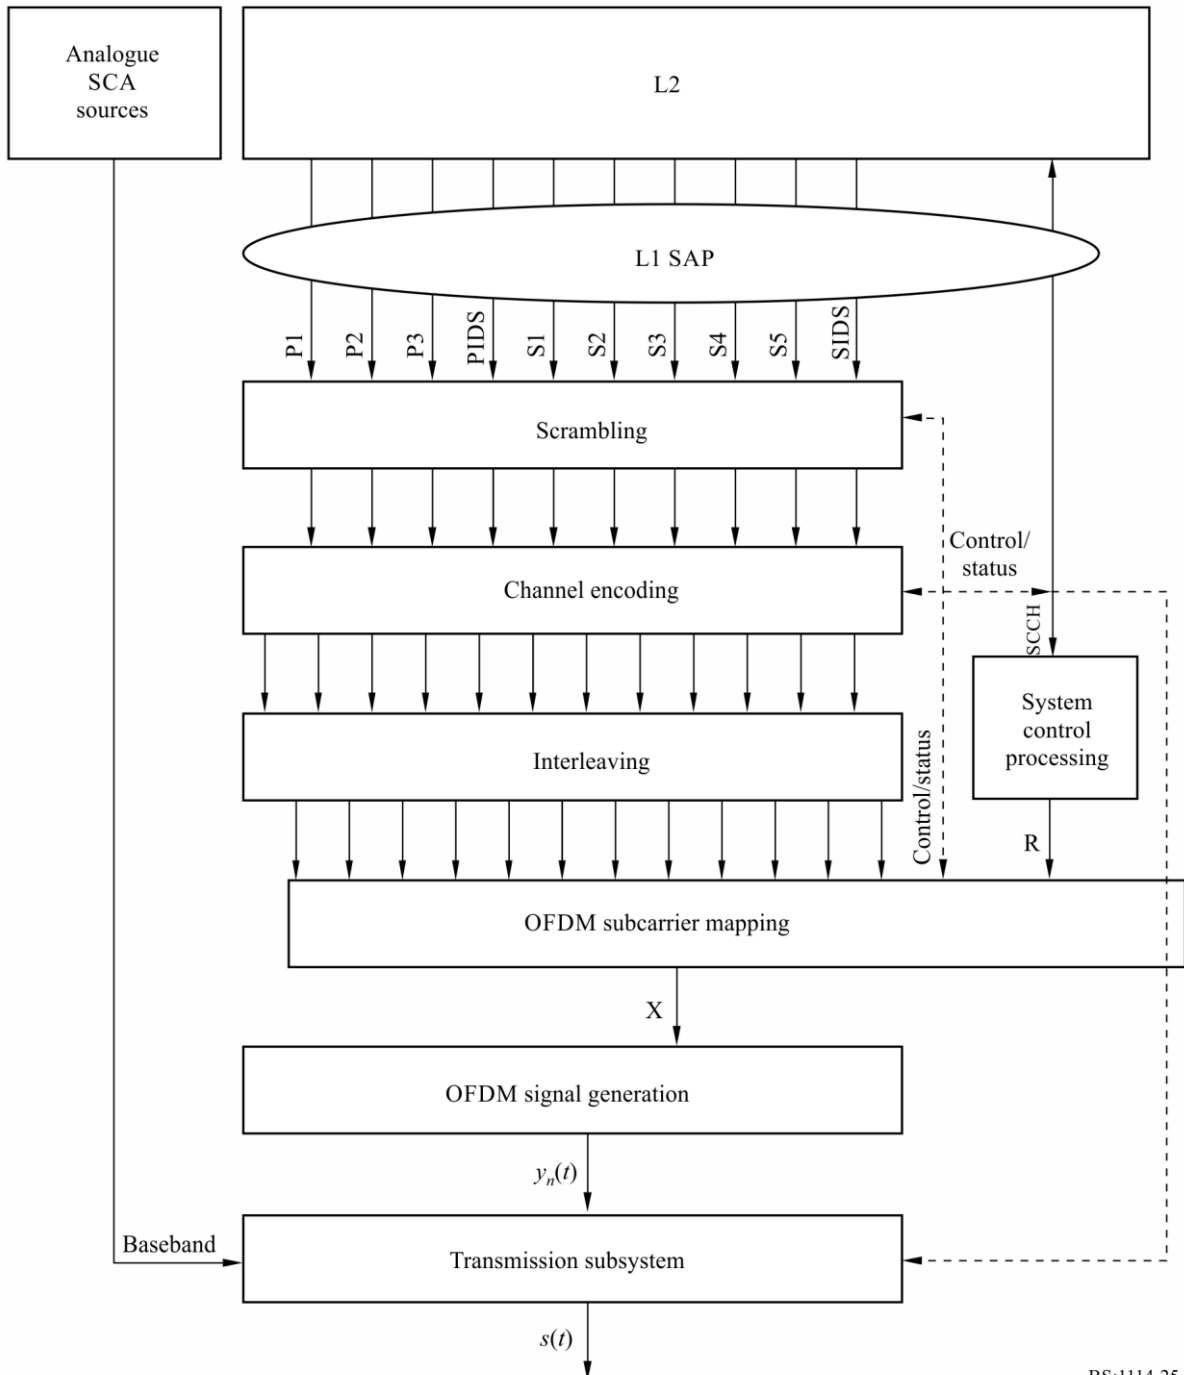 Analogue
SCA
sources
L2
L1 SAP
P1
P2
P3
PIDS
S1
S2
S3
S4
S5
SIDS
Scrambling
Control/
status
Channel encoding
SCCH
System
control
processing
Interleaving
Control/status
R
OFDM subcarrier mapping
X
OFDM signal generation
yn(t)
Baseband
Transmission subsystem
s(t)